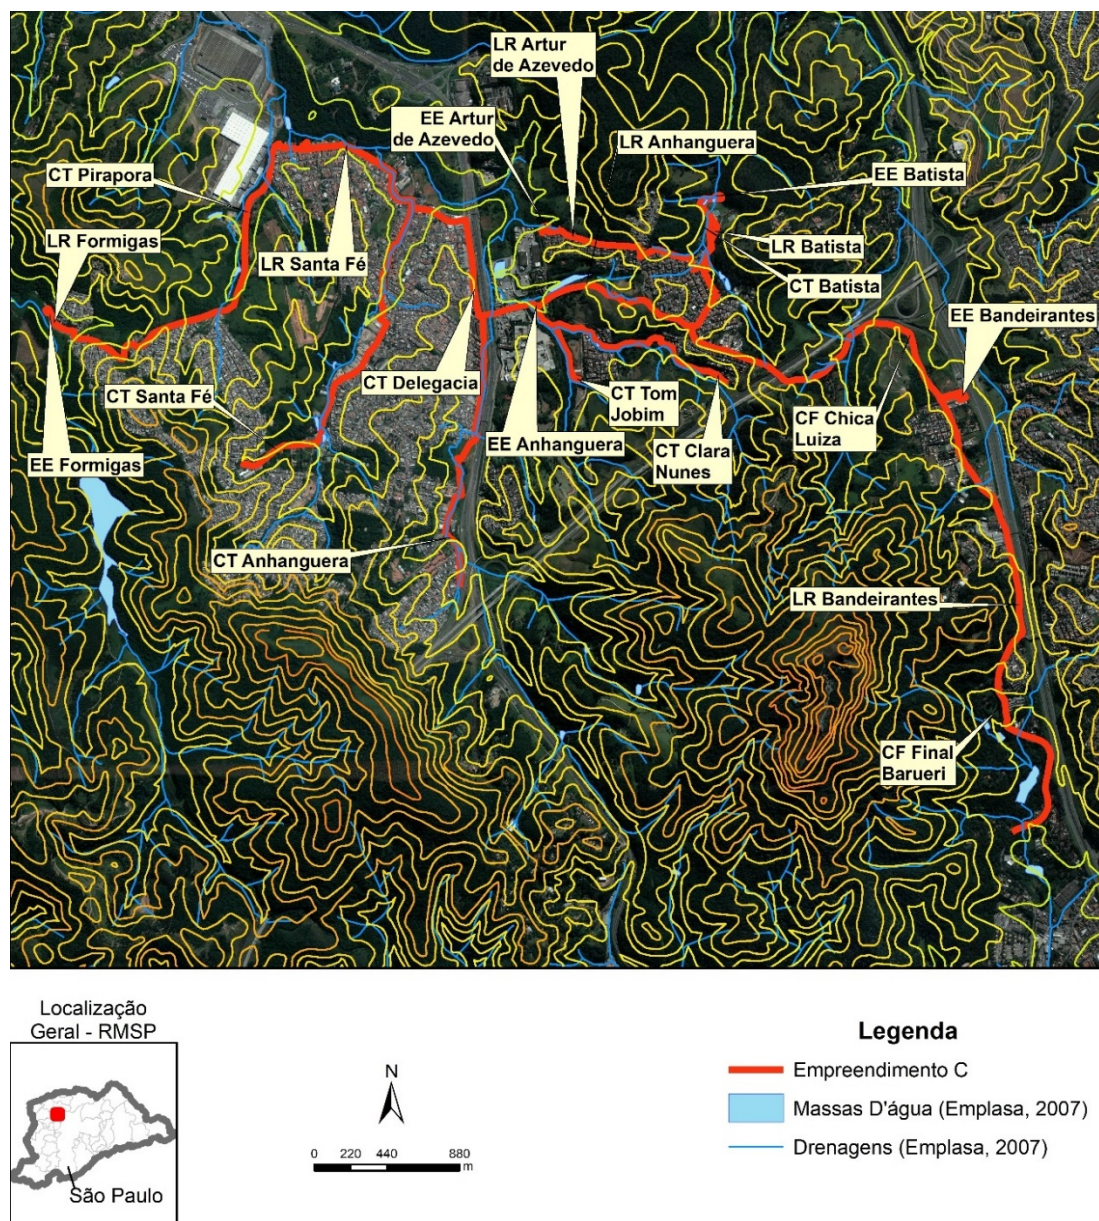 LR Artur
de Azevedo
EE Artur
de Azevedo
LR Anhanguera
CT Pirapora
EE Batista
LR Formigas
LR Batista
LR Santa Fé
CT Batista
EE Bandeirantes
CT Delegacia
CT Santa Fé
CT Tom
Jobim
CF Chica
Luiza
EE Anhanguera
CT Clara
Nunes
EE Formigas
CT Anhanguera
LR Bandeirantes
CF Final
Barueri
Localização
Geral - RMSP
São Paulo
N
0 220 440 880
m
Legenda
Empreendimento C
Massas D'água (Emplasa, 2007)
Drenagens (Emplasa, 2007)